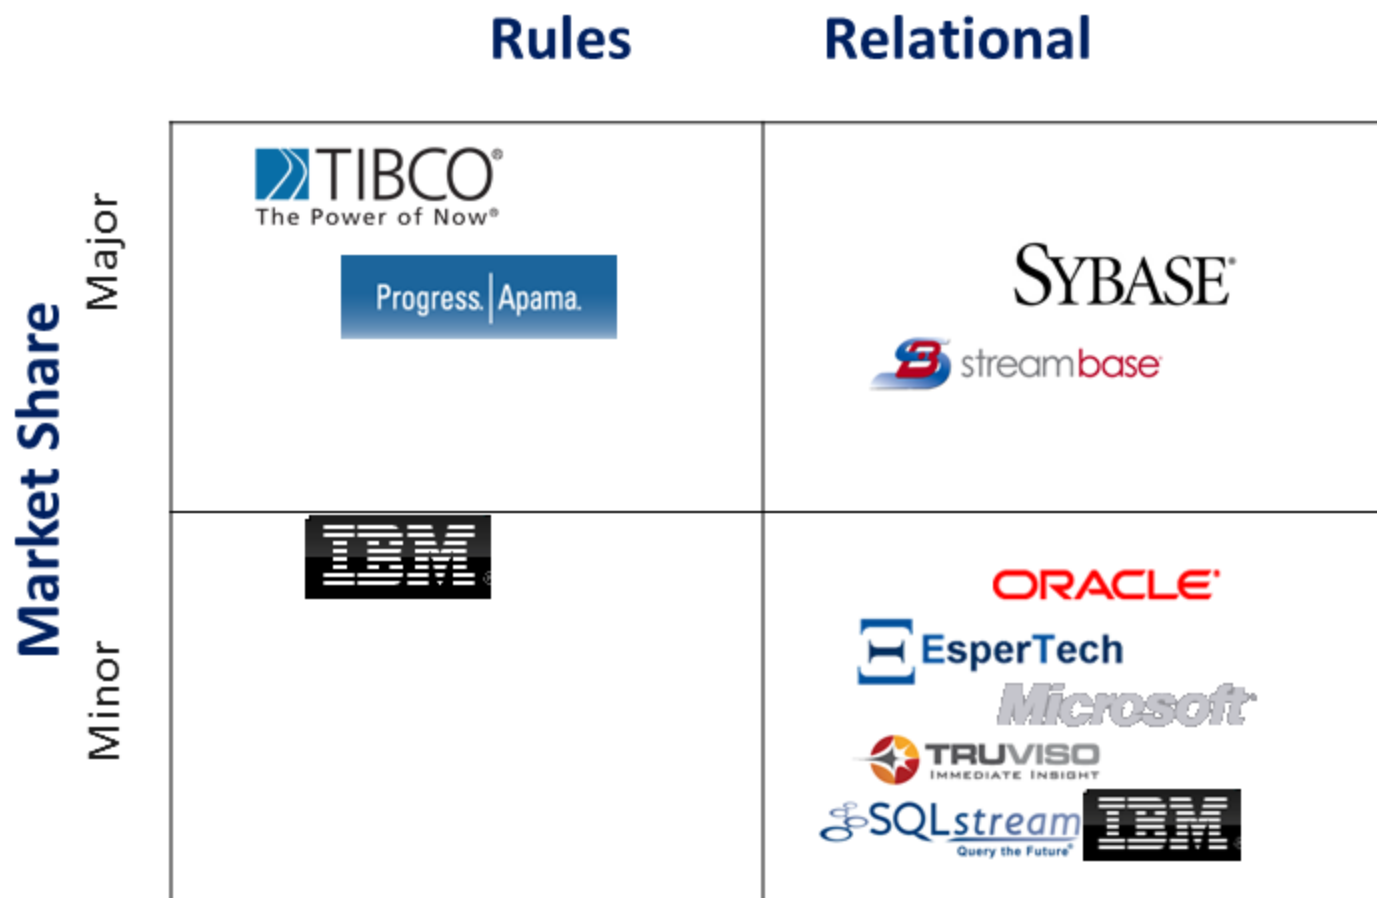 Rules Relational
Market Share
Major
TIBCO®
The Power of Now®
Progress. | Apama.
SYBASE®
SB streambase®
Minor
IBM®
ORACLE®
EsperTech
Microsoft®
TRUVISO
IMMEDIATE INSIGHT
SQLstream
Query the Future®
IBM®